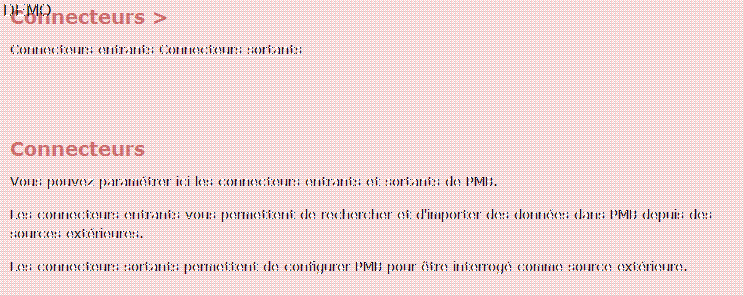 DEMO
Connecteurs >
Connecteurs entrants Connecteurs sortants
Connecteurs
Vous pouvez paramétrer ici les connecteurs entrants et sortants de PMB.
Les connecteurs entrants vous permettent de rechercher et d'importer des données dans PMB depuis des
sources extérieures.
Les connecteurs sortants permettent de configurer PMB pour être interrogé comme source extérieure.